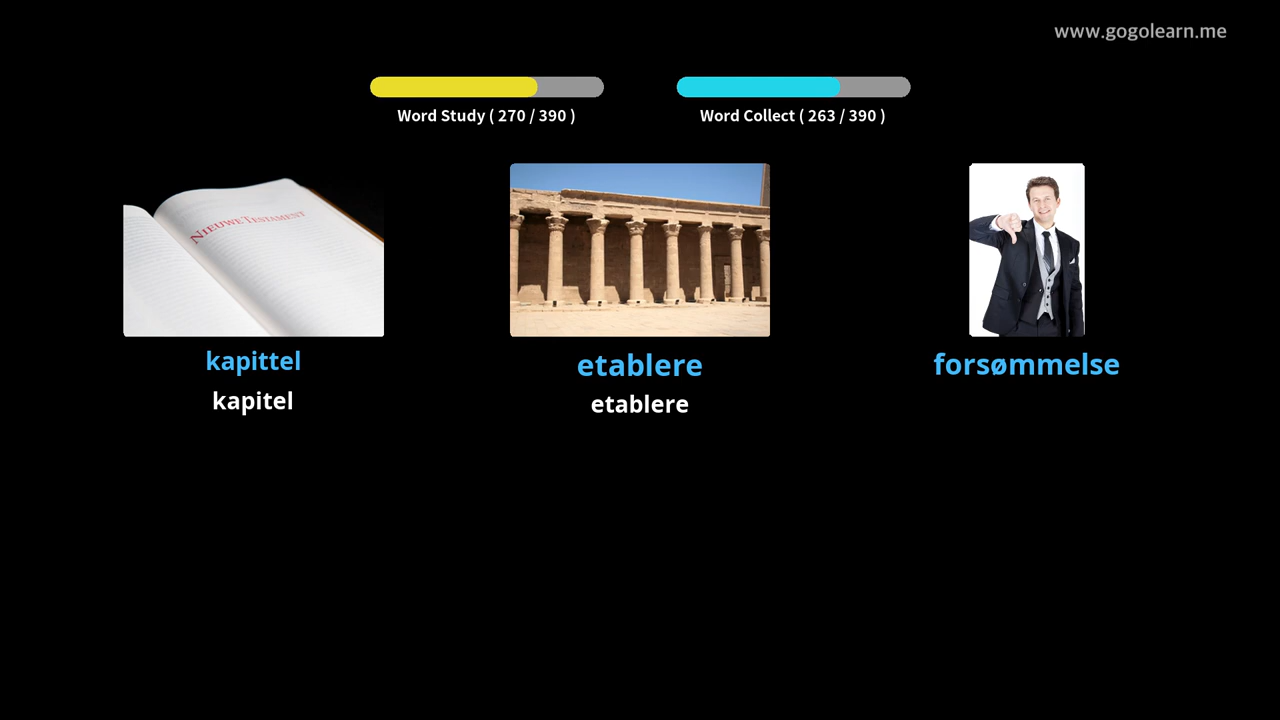 www.gogolearn.me
Word Study ( 270 / 390 )
Word Collect ( 263 / 390 )
NIEUWE TESTAMENT
kapittel
kapitel
etablere
etablere
forsømmelse